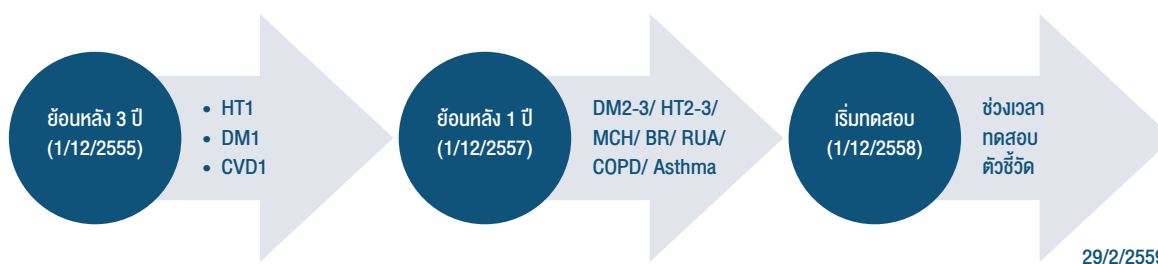 ย้อนหลัง 3 ปี
(1/12/2555)
• HT1
• DM1
• CVD1
ย้อนหลัง 1 ปี
(1/12/2557)
DM2-3/ HT2-3/
MCH/ BR/ RUA/
COPD/ Asthma
เริ่มทดสอบ
(1/12/2558)
ช่วงเวลา
ทดสอบ
ตัวชี้วัด
29/2/2559